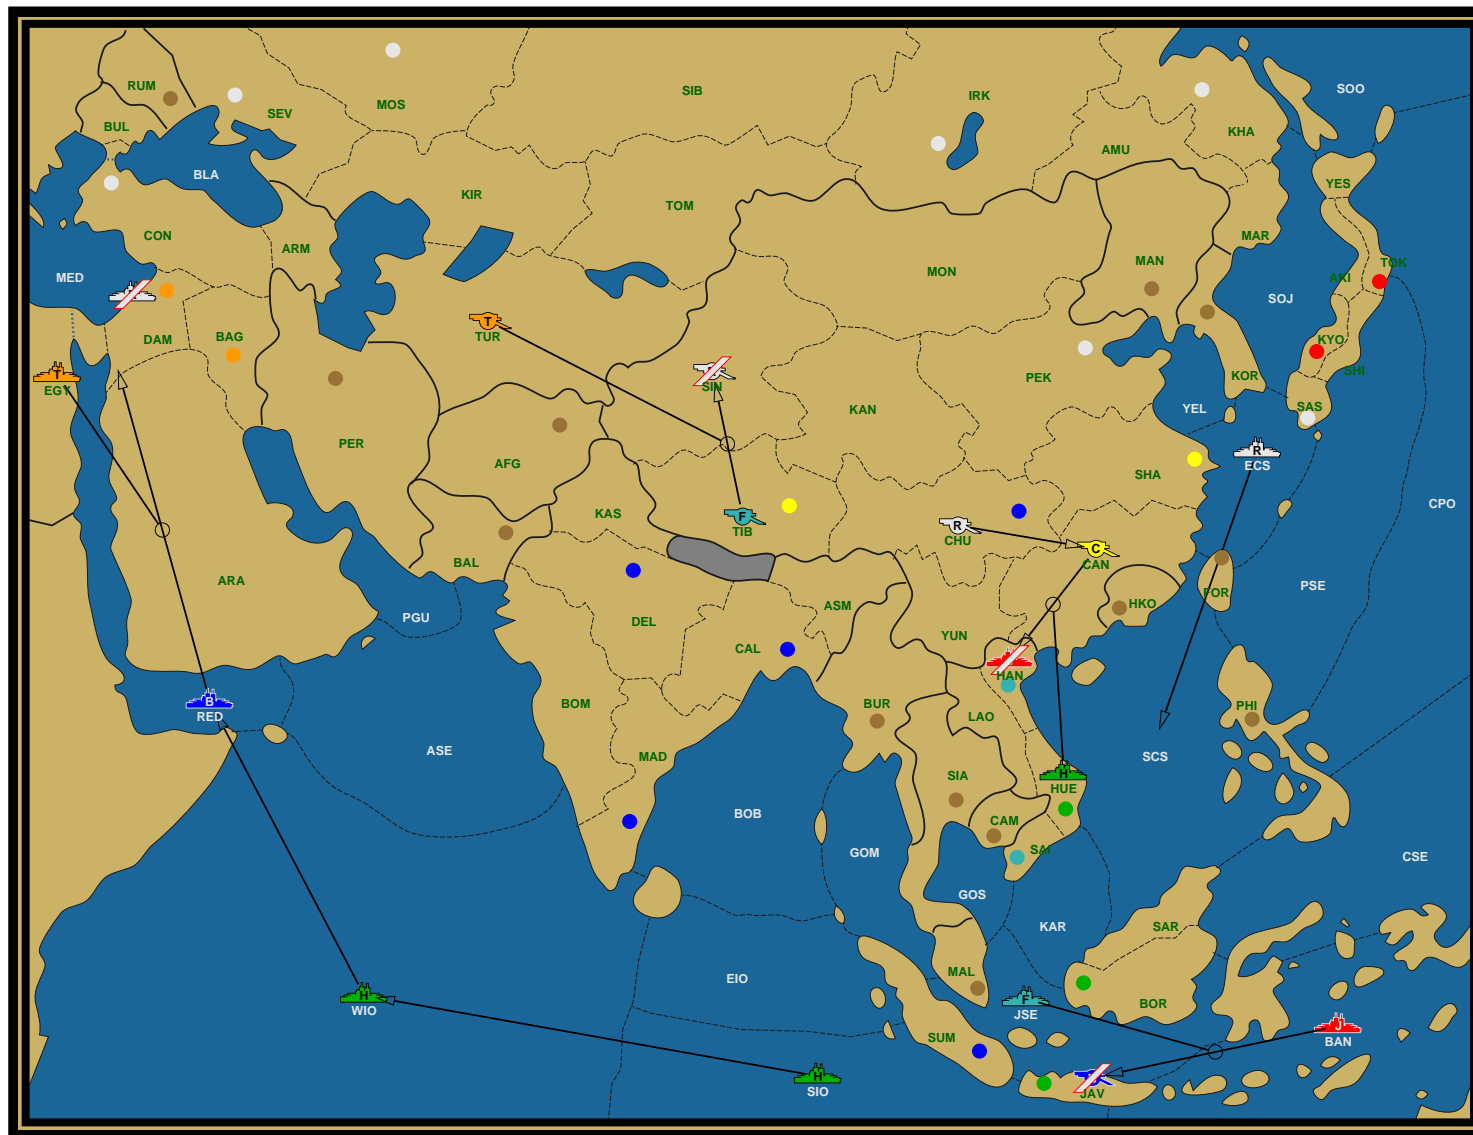 SOO
RUM
SIB
IRK
MOS
SEV
BUL
KHA
AMU
BLA
YES
KIR
TOM
CON
MAR
ARM
MAN
TOK
MON
MED
AKI
SOJ
T
TUR
DAM
BAG
KYO
SHI
T
EGY
SIN
KOR
PEK
YEL
SAS
KAN
PER
R
ECS
AFG
SHA
CPO
KAS
F
TIB
R
CHU
C
CAN
BAL
ARA
PSE
FOR
ASM
HKO
PGU
DEL
YUN
CAL
HAN
B
RED
BOM
BUR
LAO
PHI
ASE
MAD
SCS
H
HUE
SIA
BOB
CAM
SAI
GOM
CSE
GOS
KAR
SAR
MAL
EIO
H
WIO
F
JSE
BOR
J
BAN
SUM
H
SIO
JAV